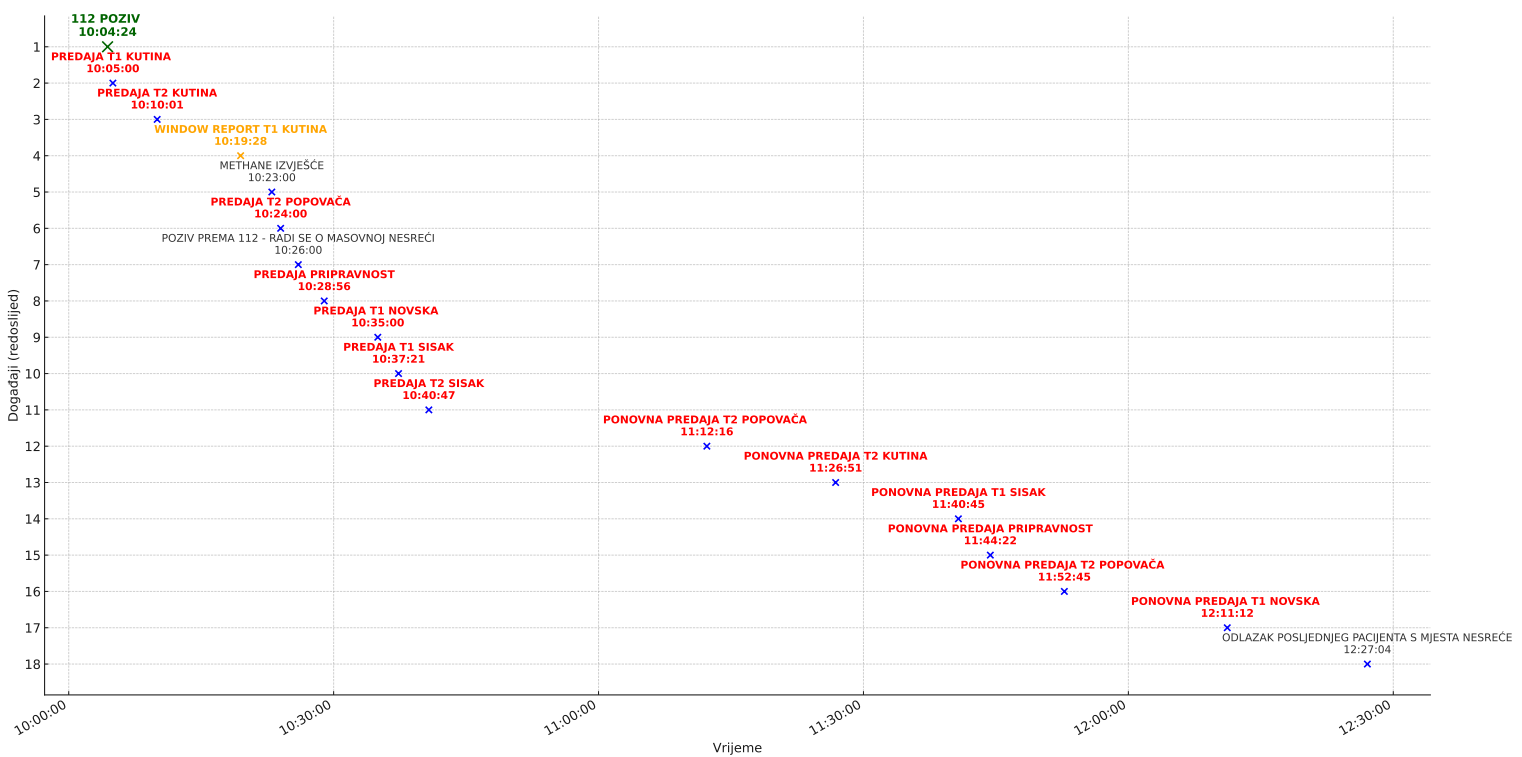 112 POZIV
10:04:24
1
PREDAJA T1 KUTINA
10:05:00
2
PREDAJA T2 KUTINA
10:10:01
3
WINDOW REPORT T1 KUTINA
10:19:28
4
METHANE IZVJEŠĆE
10:23:00
5
PREDAJA T2 POPOVAČA
10:24:00
6
POZIV PREMA 112 - RADI SE O MASOVNOJ NESREĆI
10:26:00
7
PREDAJA PRIPRAVNOST
10:28:56
8
PREDAJA T1 NOVSKA
10:35:00
9
PREDAJA T1 SISAK
10:37:21
10
PREDAJA T2 SISAK
10:40:47
11
PONOVNA PREDAJA T2 POPOVAČA
11:12:16
12
PONOVNA PREDAJA T2 KUTINA
11:26:51
13
PONOVNA PREDAJA T1 SISAK
11:40:45
14
PONOVNA PREDAJA PRIPRAVNOST
11:44:22
15
PONOVNA PREDAJA T2 POPOVAČA
11:52:45
16
PONOVNA PREDAJA T1 NOVSKA
12:11:12
17
ODLAZAK POSLJEDNJEG PACIJENTA S MJESTA NESREĆE
12:27:04
18
Događaji (redoslijed)
10:00:00 10:30:00 11:00:00 11:30:00 12:00:00 12:30:00
Vrijeme